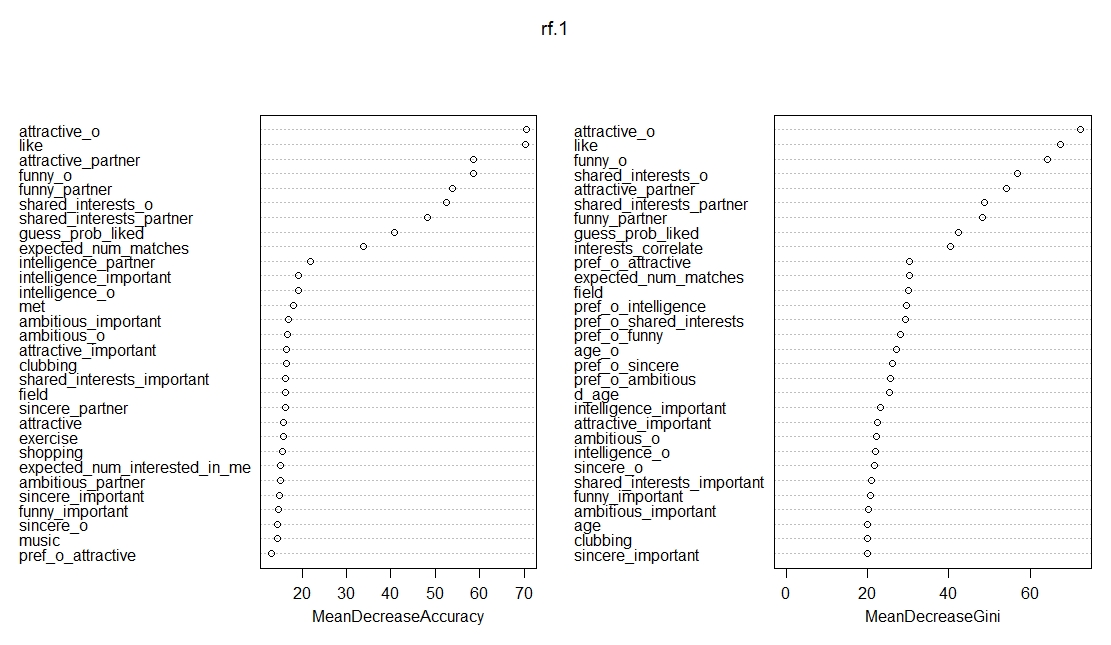 rf.1
attractive_o
like
attractive_partner
funny_o
funny_partner
shared_interests_o
shared_interests_partner
guess_prob_liked
expected_num_matches
intelligence_partner
intelligence_important
intelligence_o
met
ambitious_important
ambitious_o
attractive_important
clubbing
shared_interests_important
field
sincere_partner
attractive
exercise
shopping
expected_num_interested_in_me
ambitious_partner
sincere_important
funny_important
sincere_o
music
pref_o_attractive
20 30 40 50 60 70
MeanDecreaseAccuracy
attractive_o
like
funny_o
shared_interests_o
attractive_partner
shared_interests_partner
funny_partner
guess_prob_liked
interests_correlate
pref_o_attractive
expected_num_matches
field
pref_o_intelligence
pref_o_shared_interests
pref_o_funny
age_o
pref_o_sincere
pref_o_ambitious
d_age
intelligence_important
attractive_important
ambitious_o
intelligence_o
sincere_o
shared_interests_important
funny_important
ambitious_important
age
clubbing
sincere_important
0 20 40 60
MeanDecreaseGini